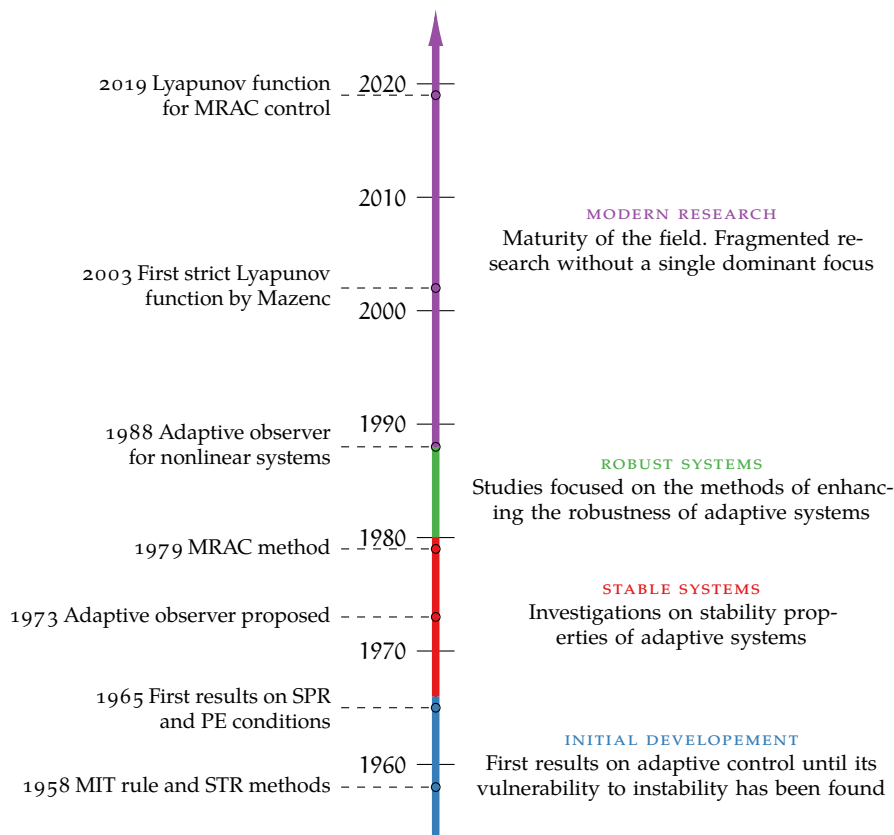 2020
2019 Lyapunov function
for MRAC control
2010
MODERN RESEARCH
Maturity of the field. Fragmented re-
search without a single dominant focus
2003 First strict Lyapunov
function by Mazenc
2000
1990
1988 Adaptive observer
for nonlinear systems
ROBUST SYSTEMS
Studies focused on the methods of enhanc-
ing the robustness of adaptive systems
1980
1979 MRAC method
STABLE SYSTEMS
Investigations on stability prop-
erties of adaptive systems
1973 Adaptive observer proposed
1970
1965 First results on SPR
and PE conditions
INITIAL DEVELOPEMENT
First results on adaptive control until its
vulnerability to instability has been found
1960
1958 MIT rule and STR methods